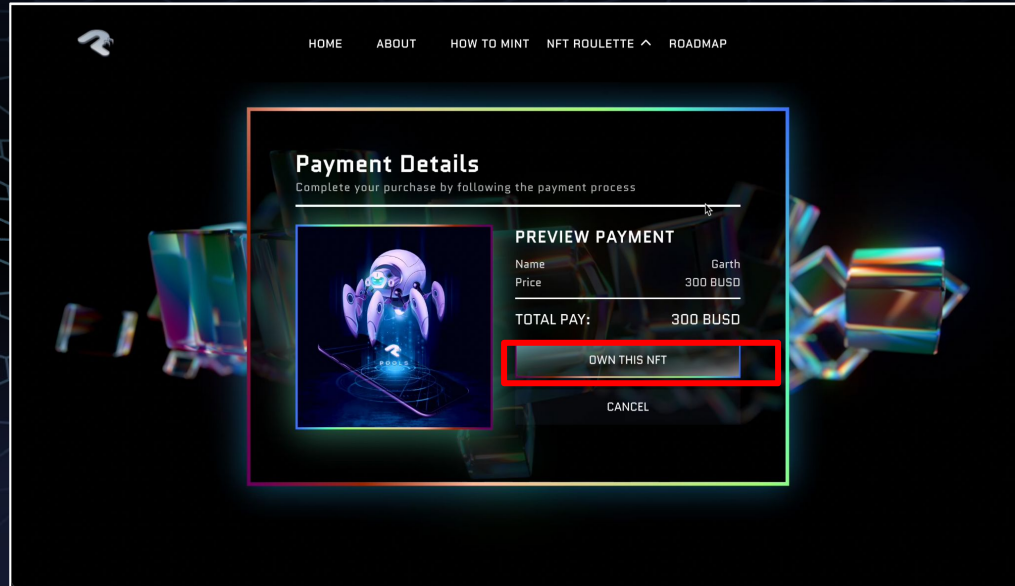 HOME ABOUT HOW TO MINT NFT ROULETTE ROADMAP
Payment Details
Complete your purchase by following the payment process
PREVIEW PAYMENT
Name Garth
Price 300 BUSD
TOTAL PAY: 300 BUSD
POOLS
OWN THIS NFT
CANCEL